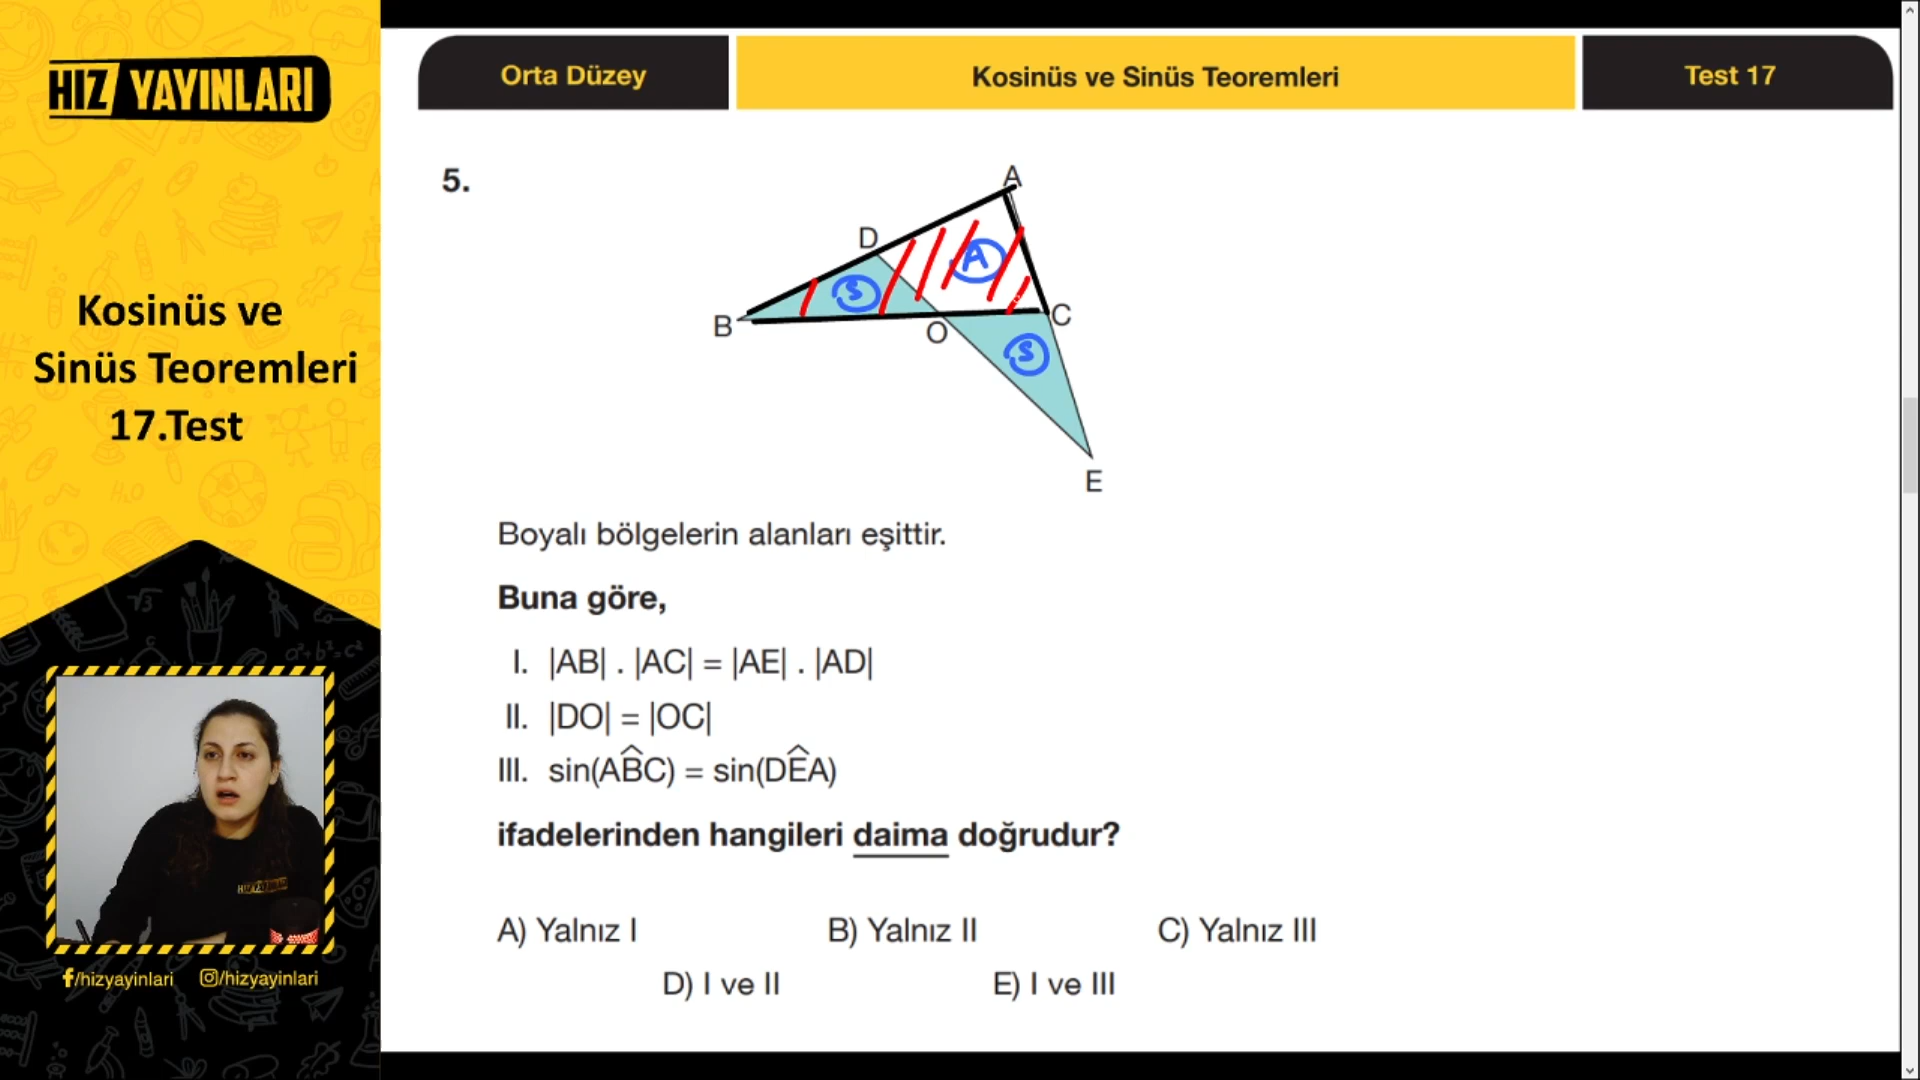 HIZ YAYINLARI
Kosinüs ve
Sinüs Teoremleri
17.Test
f/hizyayinlari /hizyayinlari
Orta Düzey
Kosinüs ve Sinüs Teoremleri
Test 17
5.
A
D
A
S
B
O
C
S
E
Boyalı bölgelerin alanları eşittir.
Buna göre,
I. |AB| . |AC| = |AE| . |AD|
II. |DO| = |OC|
III. sin(AB̂C) = sin(DÊA)
ifadelerinden hangileri daima doğrudur?
A) Yalnız I B) Yalnız II C) Yalnız III
D) I ve II E) I ve III